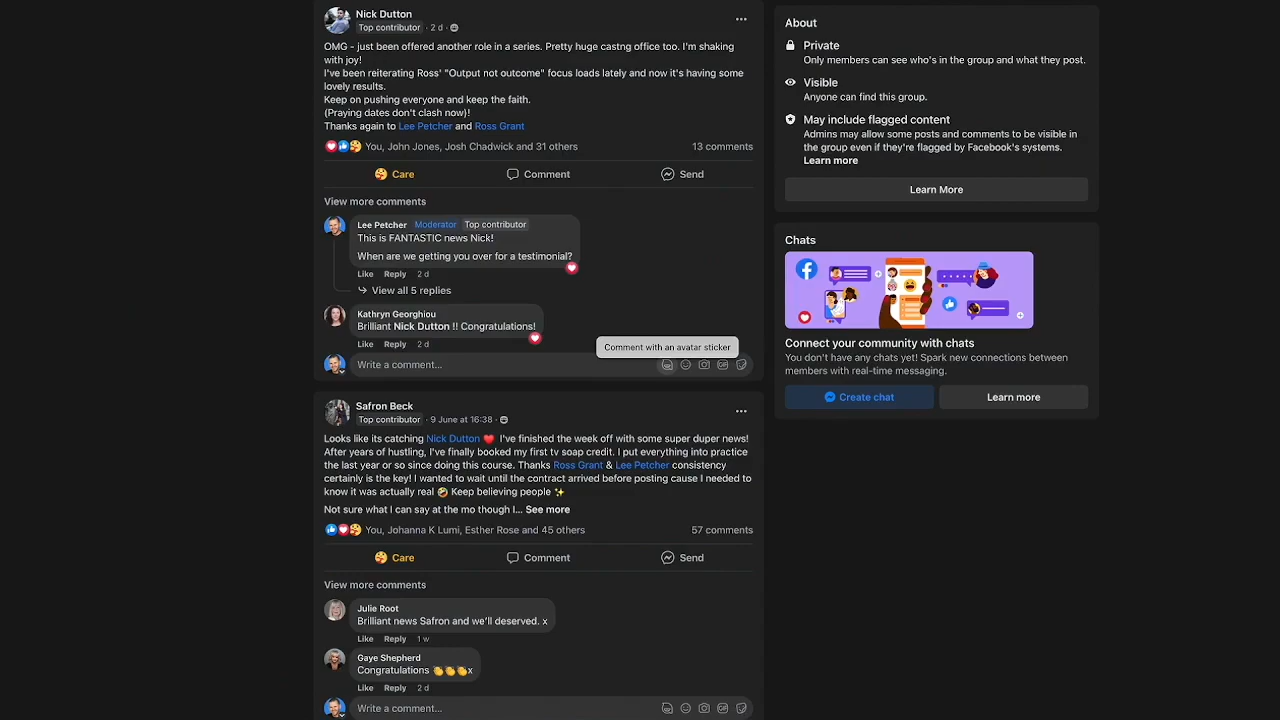 Nick Dutton
Top contributor · 2 d ·
OMG - just been offered another role in a series. Pretty huge castng office too. I'm shaking
with joy!
I've been reiterating Ross' "Output not outcome" focus loads lately and now it's having some
lovely results.
Keep on pushing everyone and keep the faith.
(Praying dates don't clash now)!
Thanks again to Lee Petcher and Ross Grant
You, John Jones, Josh Chadwick and 31 others
13 comments
Care
Comment
Send
View more comments
Lee Petcher Moderator Top contributor
This is FANTASTIC news Nick!
When are we getting you over for a testimonial?
Like Reply 2 d
View all 5 replies
Kathryn Georghiou
Brilliant Nick Dutton !! Congratulations!
Like Reply 2 d
Comment with an avatar sticker
Write a comment...
Safron Beck
Top contributor · 9 June at 16:38 ·
Looks like its catching Nick Dutton ❤️ I've finished the week off with some super duper news!
After years of hustling, I've finally booked my first tv soap credit. I put everything into practice
the last year or so since doing this course. Thanks Ross Grant & Lee Petcher consistency
certainly is the key! I wanted to wait until the contract arrived before posting cause I needed to
know it was actually real 🤣 Keep believing people ✨
Not sure what I can say at the mo though I... See more
You, Johanna K Lumi, Esther Rose and 45 others
57 comments
Care
Comment
Send
View more comments
Julie Root
Brilliant news Safron and we'll deserved. x
Like Reply 1 w
Gaye Shepherd
Congratulations 👏👏👏x
Like Reply 2 d
Write a comment...
About
Private
Only members can see who's in the group and what they post.
Visible
Anyone can find this group.
May include flagged content
Admins may allow some posts and comments to be visible in
the group even if they're flagged by Facebook's systems.
Learn more
Learn More
Chats
Connect your community with chats
You don't have any chats yet! Spark new connections between
members with real-time messaging.
Create chat
Learn more